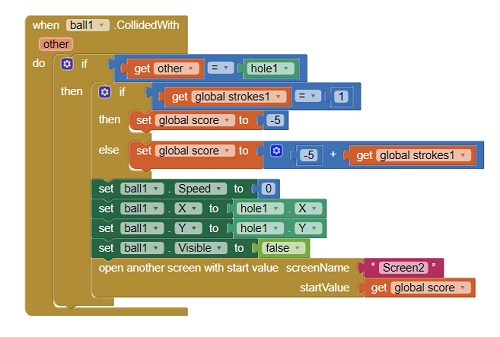 when ball1 .CollidedWith
other
do if get other = hole1
then if get global strokes1 = 1
then set global score to -5
else set global score to -5 + get global strokes1
set ball1 . Speed to 0
set ball1 . X to hole1 . X
set ball1 . Y to hole1 . Y
set ball1 . Visible to false
open another screen with start value screenName " Screen2 "
startValue get global score